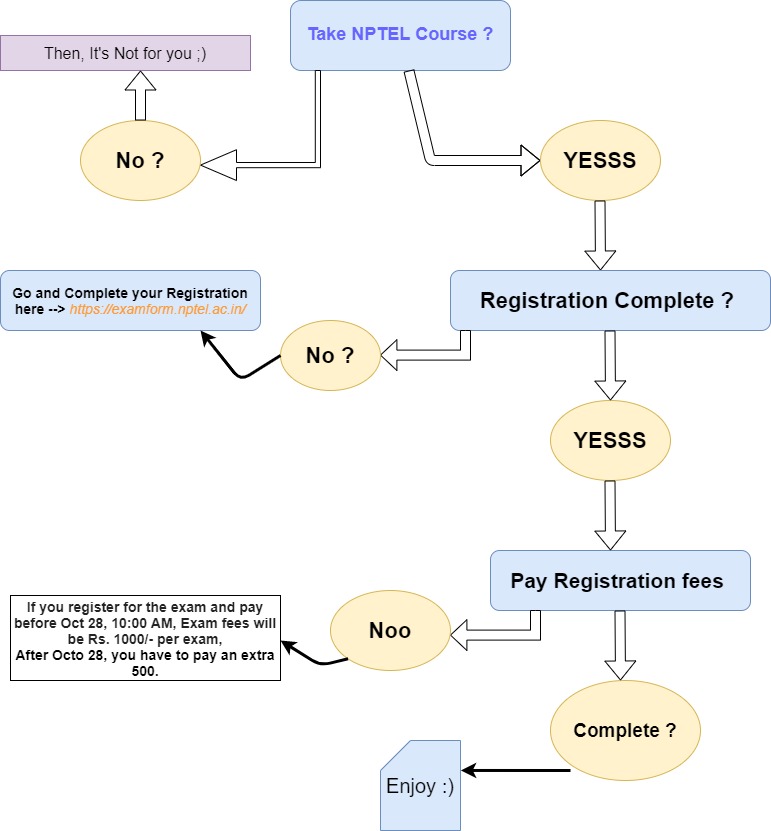 Take NPTEL Course ?
Then, It's Not for you ;)
No ?
YESSS
Go and Complete your Registration
here --> https://examform.nptel.ac.in/
Registration Complete ?
No ?
YESSS
Pay Registration fees
If you register for the exam and pay
before Oct 28, 10:00 AM, Exam fees will
be Rs. 1000/- per exam,
After Octo 28, you have to pay an extra
500.
Noo
Complete ?
Enjoy :)